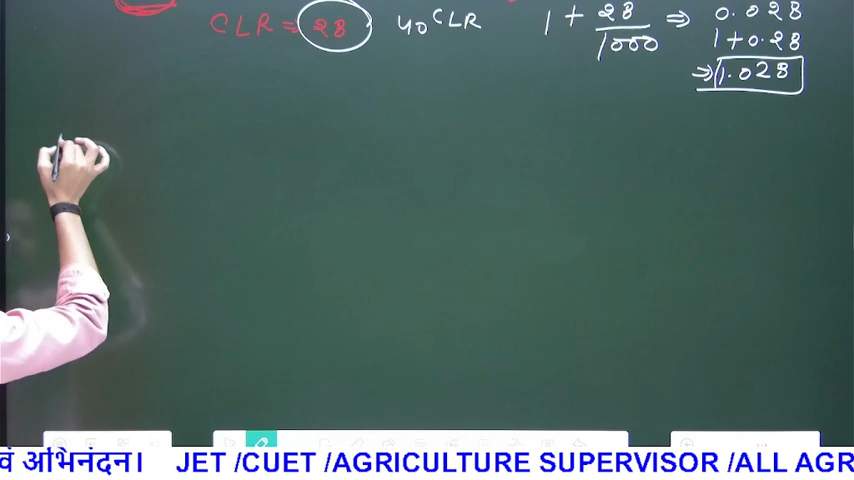 CLR ⇒ 28 40 CLR 1 + 28/1000 ⇒ 0.028
1+0.28
⇒ 1.028
वं अभिनंदन। JET /CUET /AGRICULTURE SUPERVISOR /ALL AGR